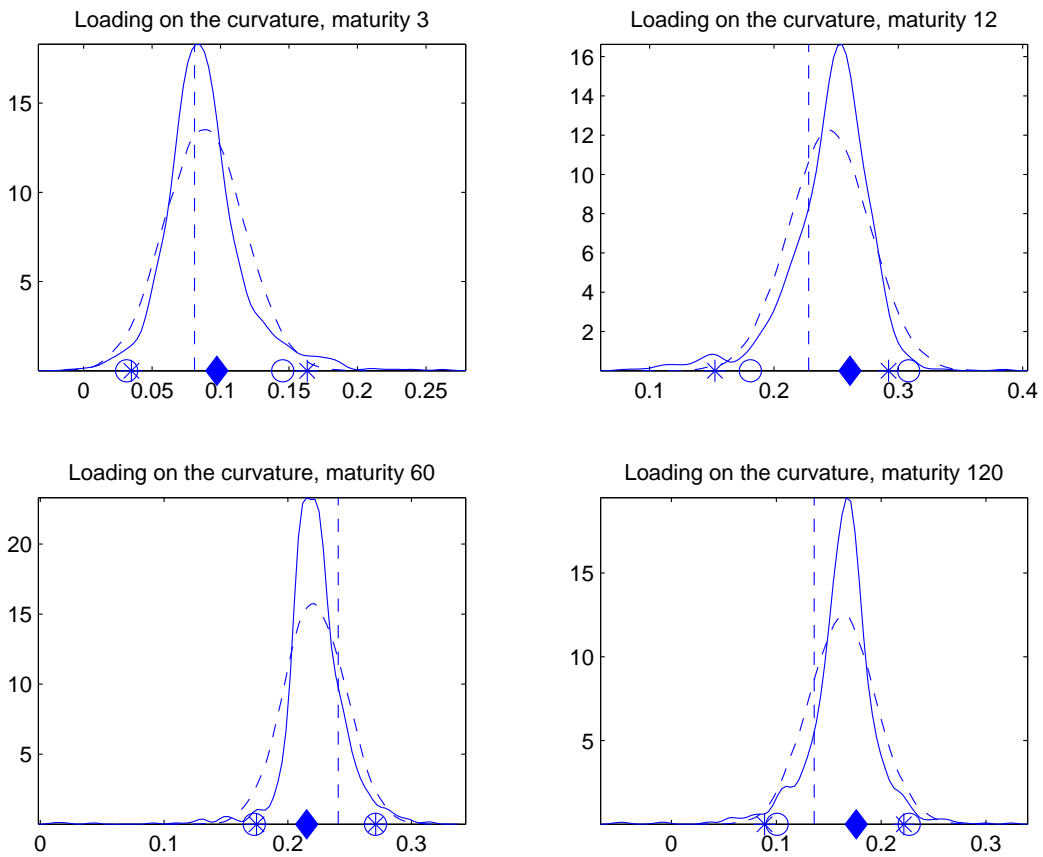 Loading on the curvature, maturity 3
15
10
5
0 0.05 0.1 0.15 0.2 0.25
Loading on the curvature, maturity 12
16
14
12
10
8
6
4
2
0.1 0.2 0.3 0.4
Loading on the curvature, maturity 60
20
15
10
5
0 0.1 0.2 0.3
Loading on the curvature, maturity 120
15
10
5
0 0.1 0.2 0.3